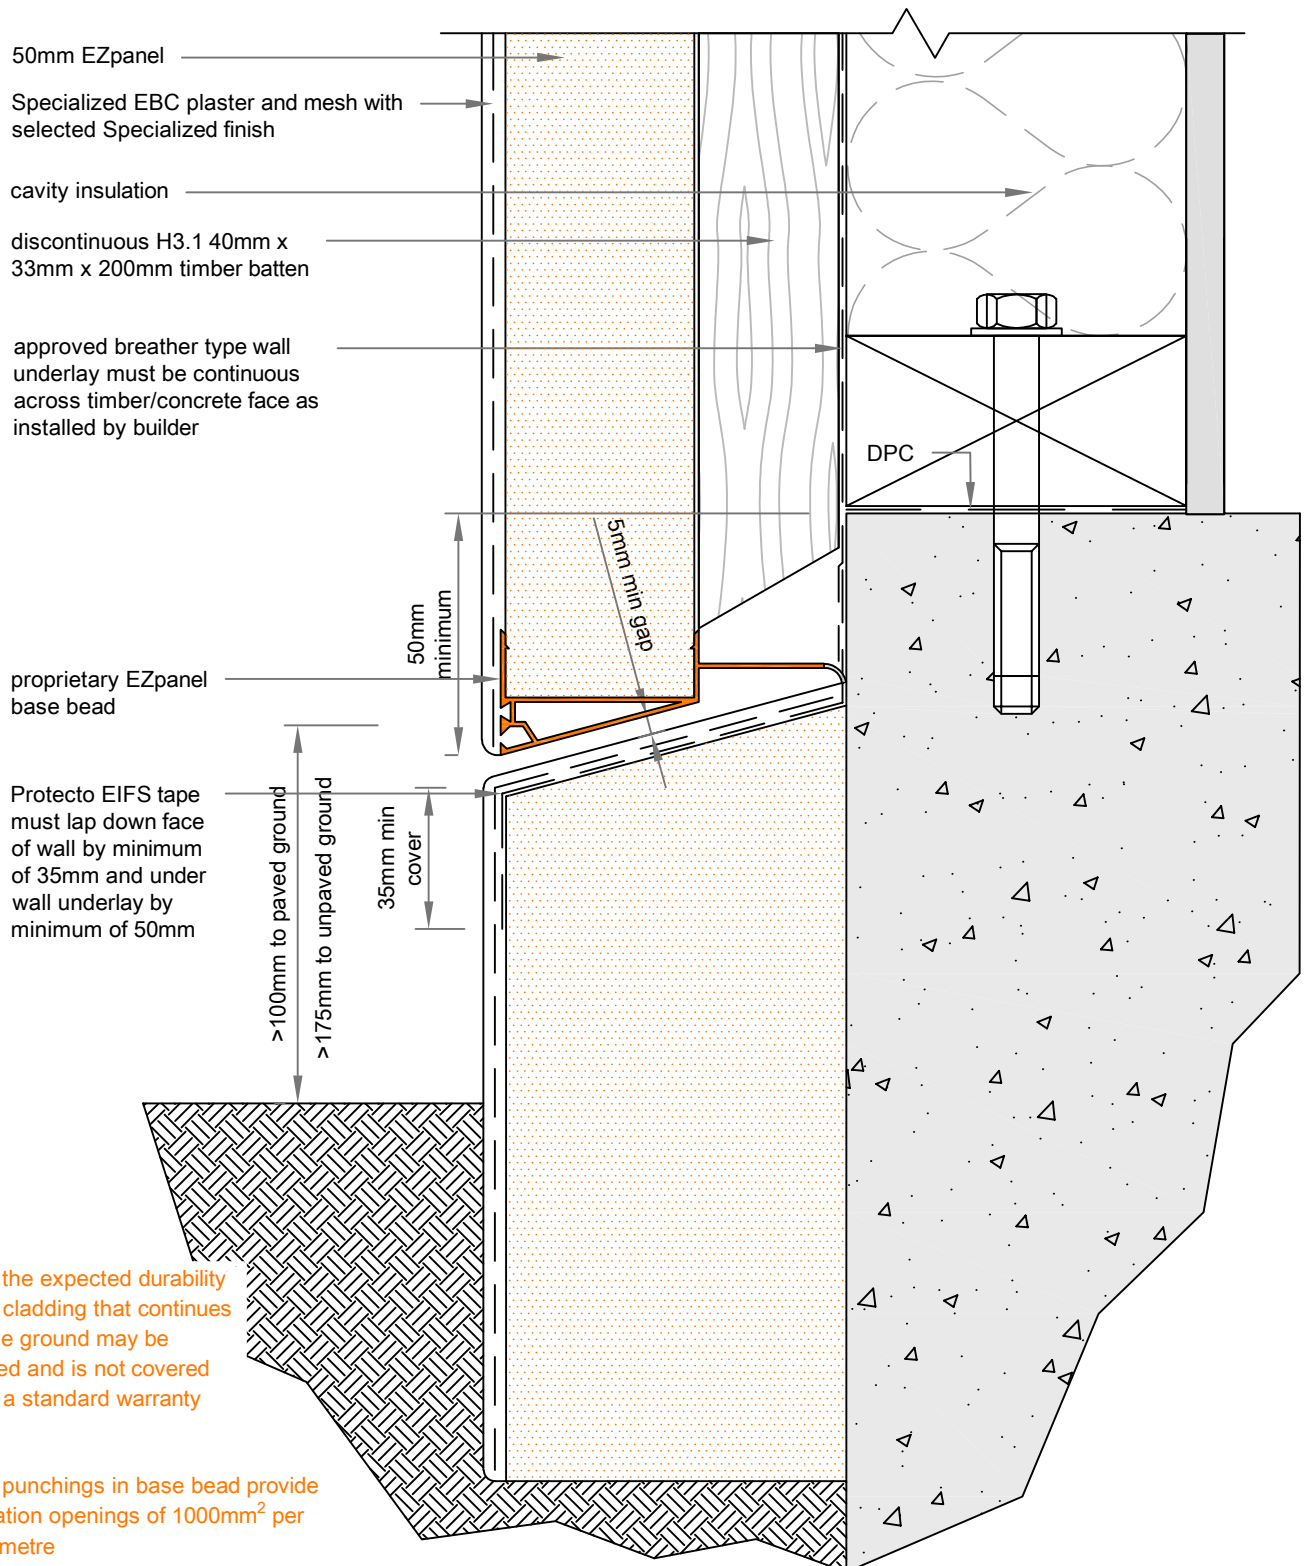 50mm EZpanel
Specialized EBC plaster and mesh with
selected Specialized finish
cavity insulation
discontinuous H3.1 40mm x
33mm x 200mm timber batten
approved breather type wall
underlay must be continuous
across timber/concrete face as
installed by builder
DPC
5mm min gap
50mm
minimum
proprietary EZpanel
base bead
Protecto EIFS tape
must lap down face
of wall by minimum
of 35mm and under
wall underlay by
minimum of 50mm
>100mm to paved ground
>175mm to unpaved ground
35mm min
cover
the expected durability
cladding that continues
ground may be
and is not covered
a standard warranty
punchings in base bead provide
openings of 1000mm² per
metre